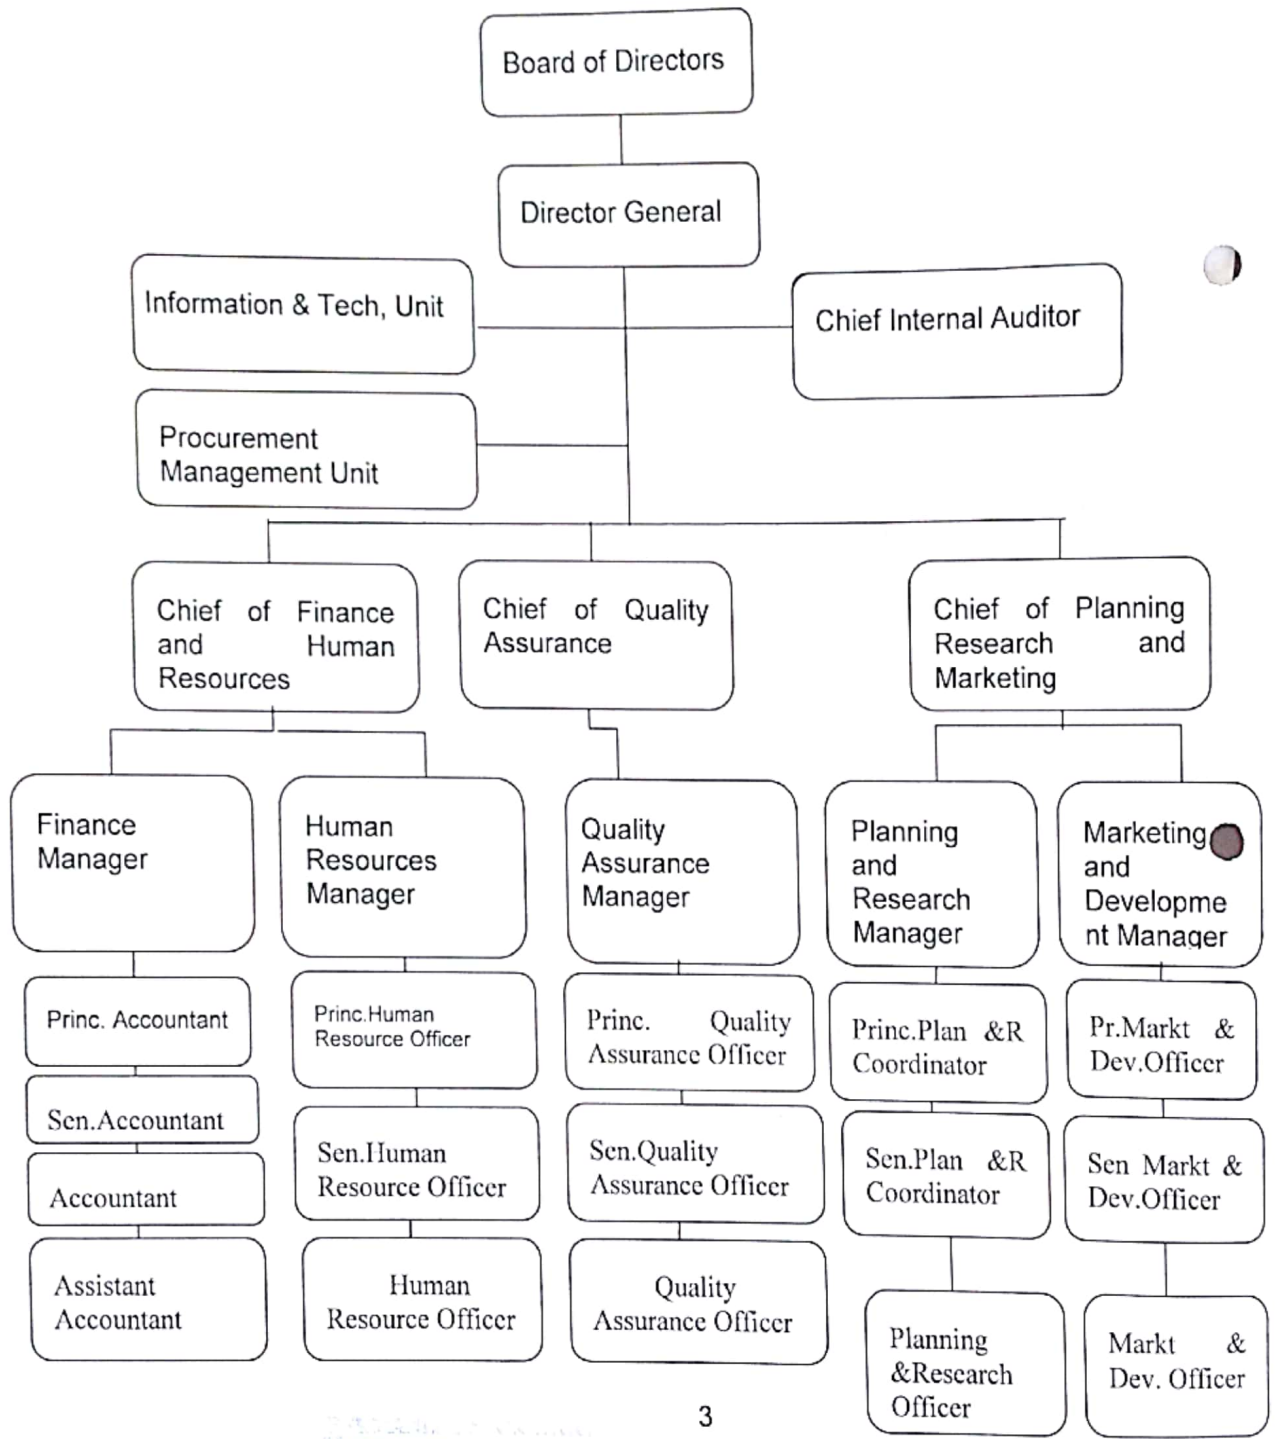 Board of Directors
Director General
Information & Tech, Unit
Chief Internal Auditor
Procurement
Management Unit
Chief of Finance
and Human
Resources
Chief of Quality
Assurance
Chief of Planning
Research and
Marketing
Finance
Manager
Human
Resources
Manager
Quality
Assurance
Manager
Planning
and
Research
Manager
Marketing
and
Developme
nt Manager
Princ. Accountant
Princ.Human
Resource Officer
Princ. Quality
Assurance Officer
Princ.Plan &R
Coordinator
Pr.Markt &
Dev.Officer
Sen.Accountant
Sen.Human
Resource Officer
Sen.Quality
Assurance Officer
Sen.Plan &R
Coordinator
Sen Markt &
Dev.Officer
Accountant
Assistant
Accountant
Human
Resource Officer
Quality
Assurance Officer
Planning
&Research
Officer
Markt &
Dev. Officer
3